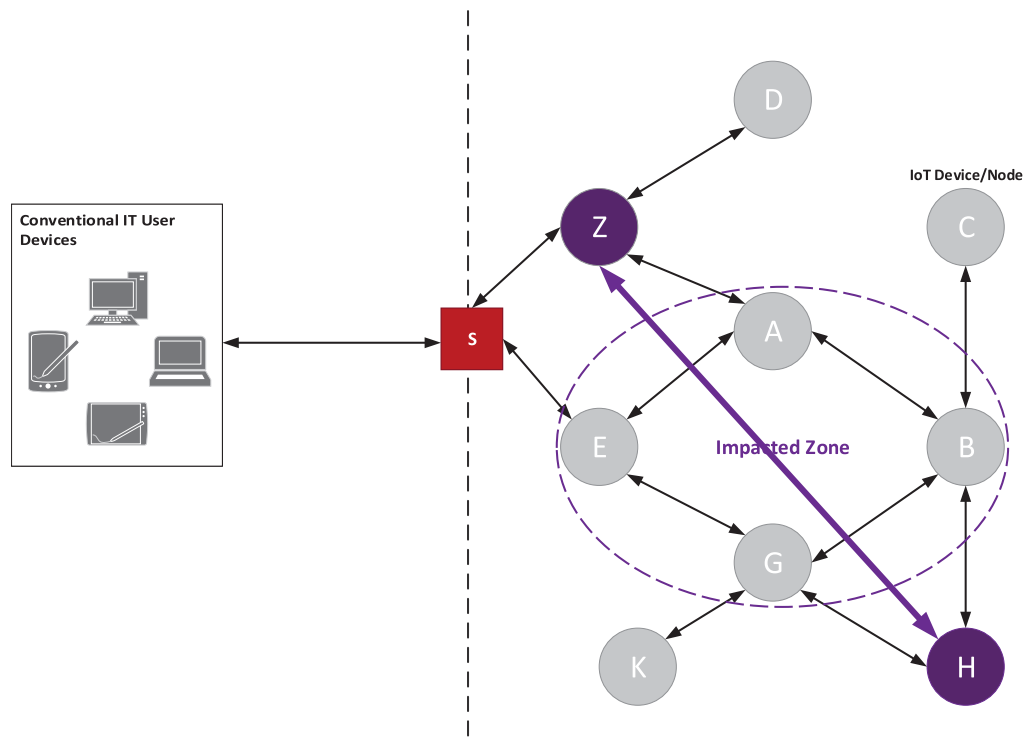 D
IoT Device/Node
Conventional IT User
Devices
Z
C
S
A
E
Impacted Zone
B
G
K
H